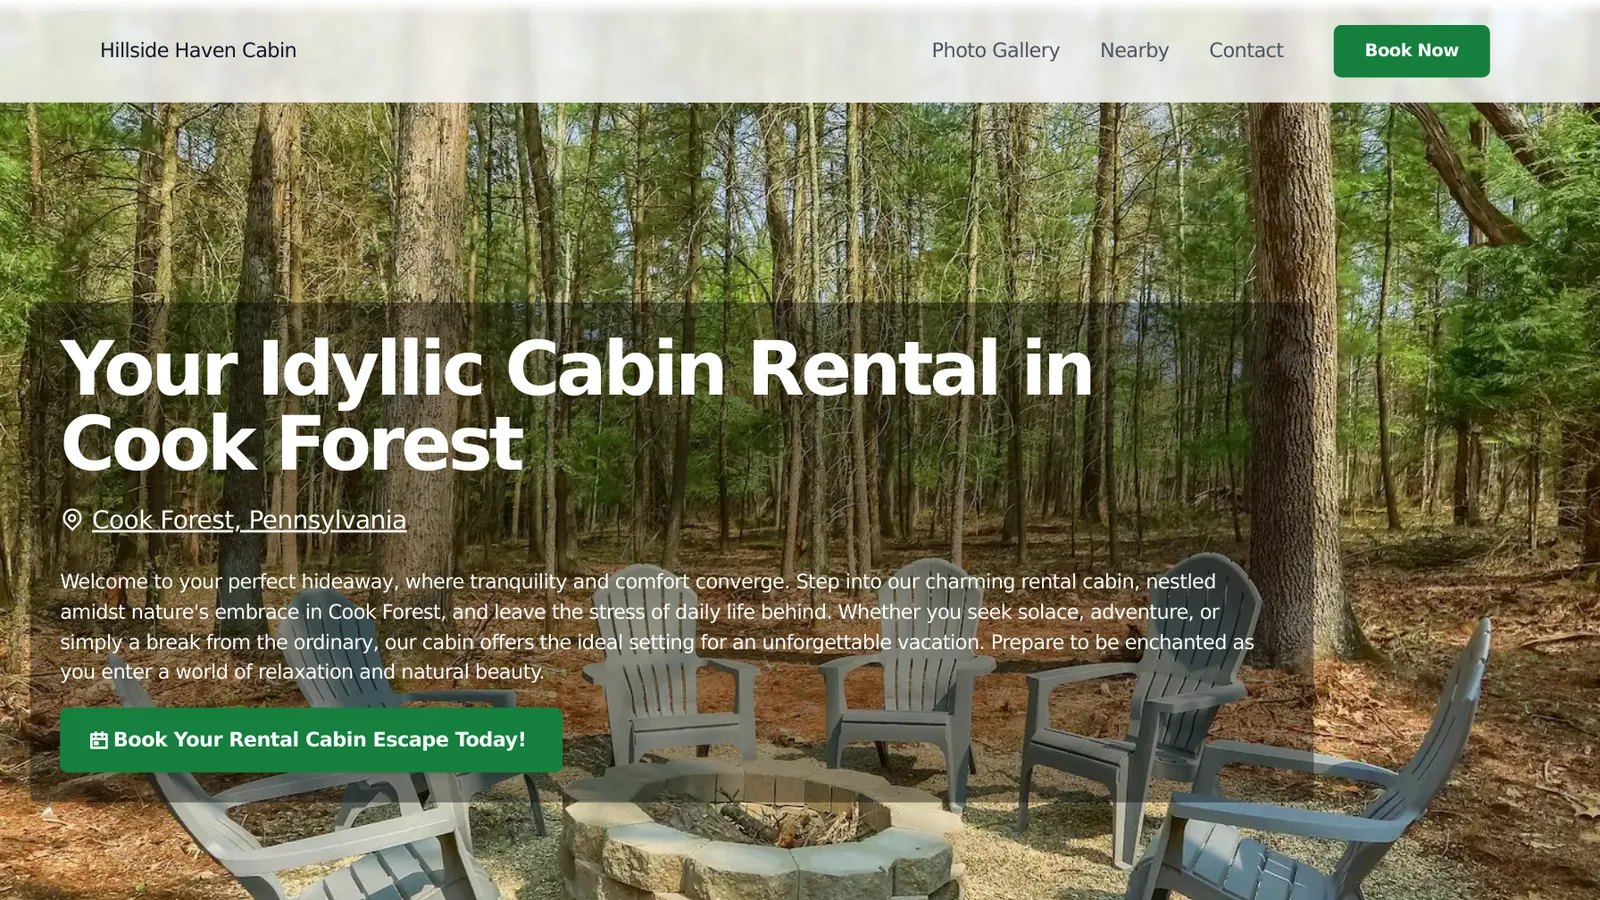 Hillside Haven Cabin
Photo Gallery
Nearby
Contact
Book Now
Your Idyllic Cabin Rental in
Cook Forest
Cook Forest, Pennsylvania
Welcome to your perfect hideaway, where tranquility and comfort converge. Step into our charming rental cabin, nestled
amidst nature's embrace in Cook Forest, and leave the stress of daily life behind. Whether you seek solace, adventure, or
simply a break from the ordinary, our cabin offers the ideal setting for an unforgettable vacation. Prepare to be enchanted as
you enter a world of relaxation and natural beauty.
Book Your Rental Cabin Escape Today!